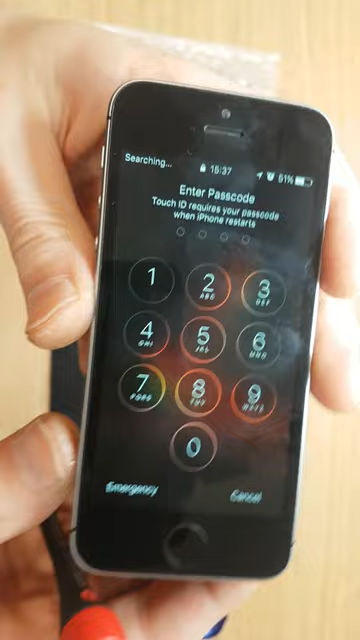 Searching... 15:37 61%
Enter Passcode
Touch ID requires your passcode
when iPhone restarts
1 2 3
ABC DEF
4 5 6
GHI JKL MNO
7 8 9
PQRS TUV WXYZ
0
Emergency Cancel